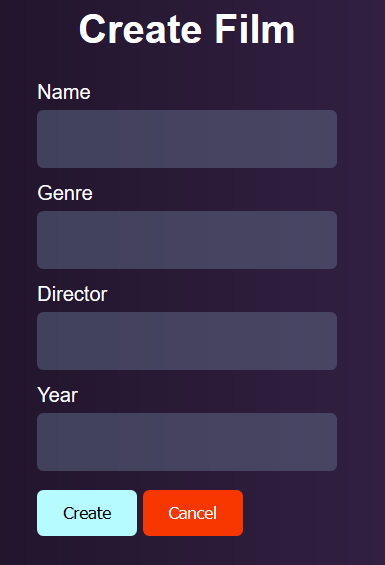 Create Film
Name
Genre
Director
Year
Create Cancel